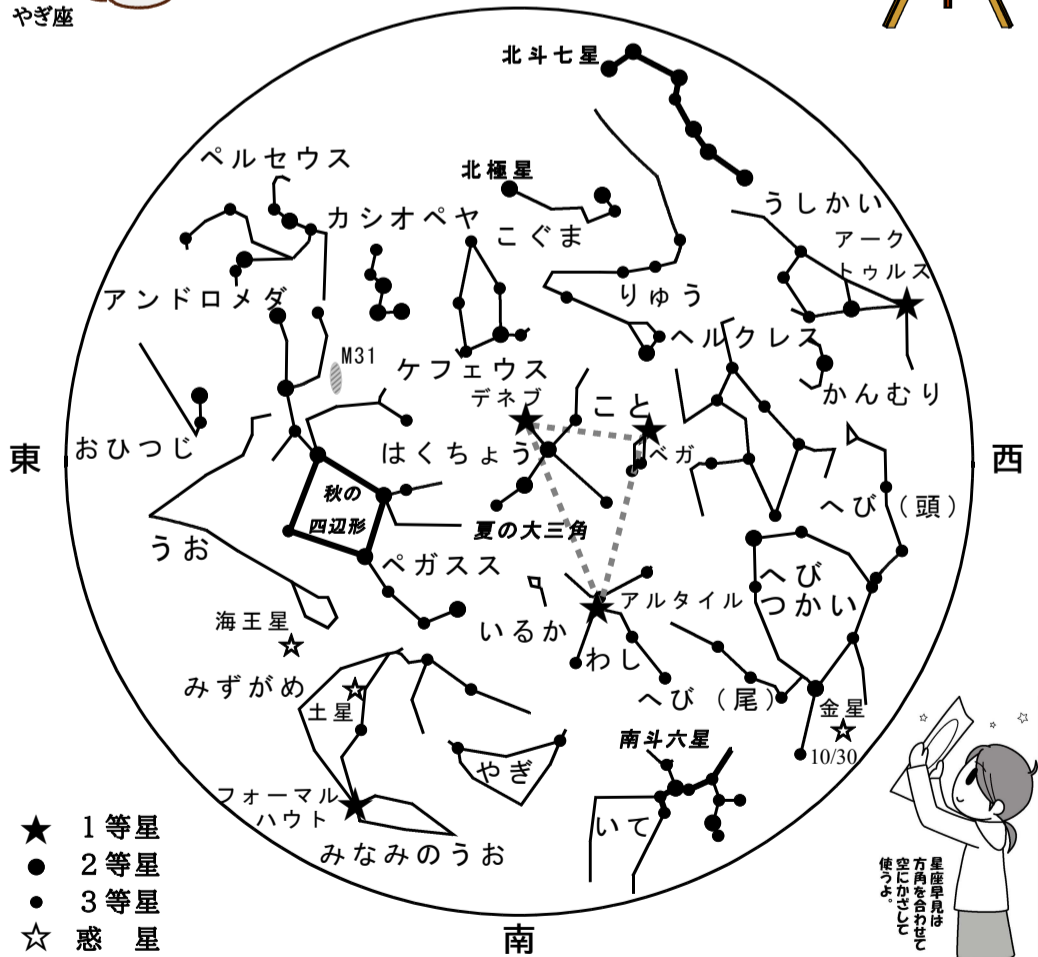 やぎ座
北斗七星
ペルセウス
北極星
カシオペヤ
こぐま
うしかい
アーク
トゥルス
アンドロメダ
りゅう
M31
ケフェウス
ヘルクレス
デネブ
こと
かんむり
おひつじ
はくちょう
ベガ
東
西
秋の
四辺形
夏の大三角
へび(頭)
うお
ペガスス
へび
つかい
海王星
いるか
アルタイル
わし
みずがめ
土星
へび(尾)
金星
10/30
南斗六星
やぎ
フォーマル
ハウト
いて
みなみのうお
南
★ 1等星
● 2等星
• 3等星
☆ 惑 星
星座早見は
方角を合わせて
空にかざして
使うよ。